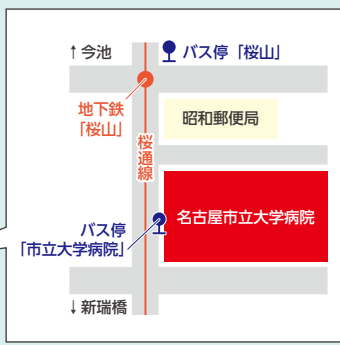 ↑今池
バス停「桜山」
地下鉄
「桜山」
昭和郵便局
桜通線
名古屋市立大学病院
バス停
「市立大学病院」
↓新瑞橋